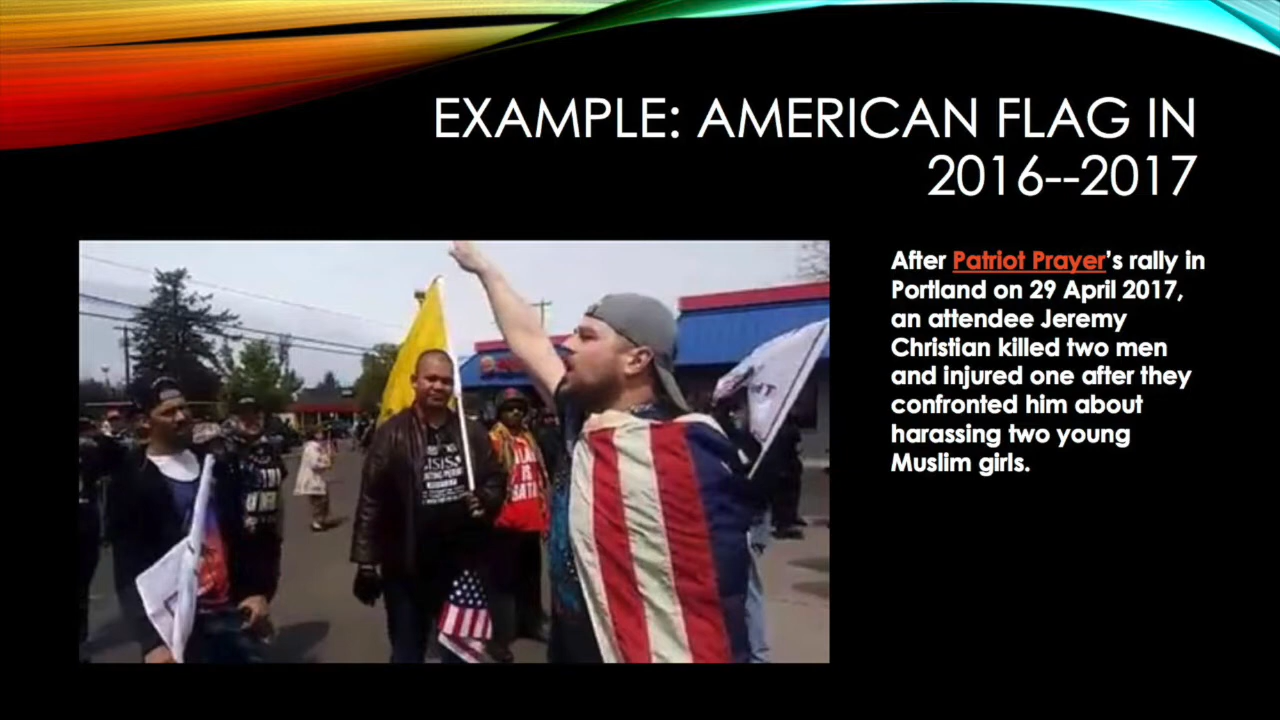 EXAMPLE: AMERICAN FLAG IN
2016--2017
After Patriot Prayer's rally in
Portland on 29 April 2017,
an attendee Jeremy
Christian killed two men
and injured one after they
confronted him about
harassing two young
Muslim girls.